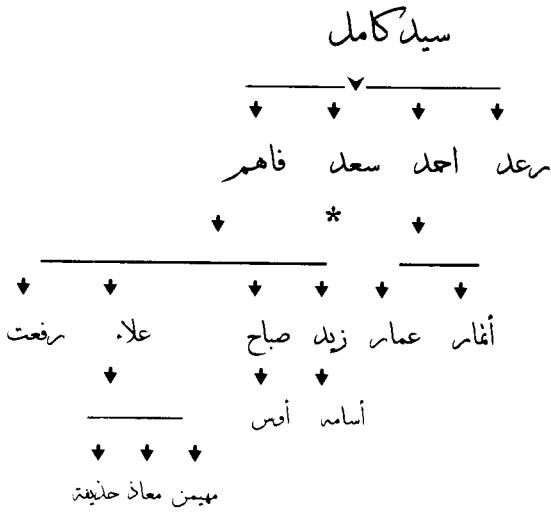 سيد كامل
رعد احمد سعد فاهم
*
أنمار عمار زيد صباح علاء رفعت
أسامه أوس
مهيمن معاذ حذيفة